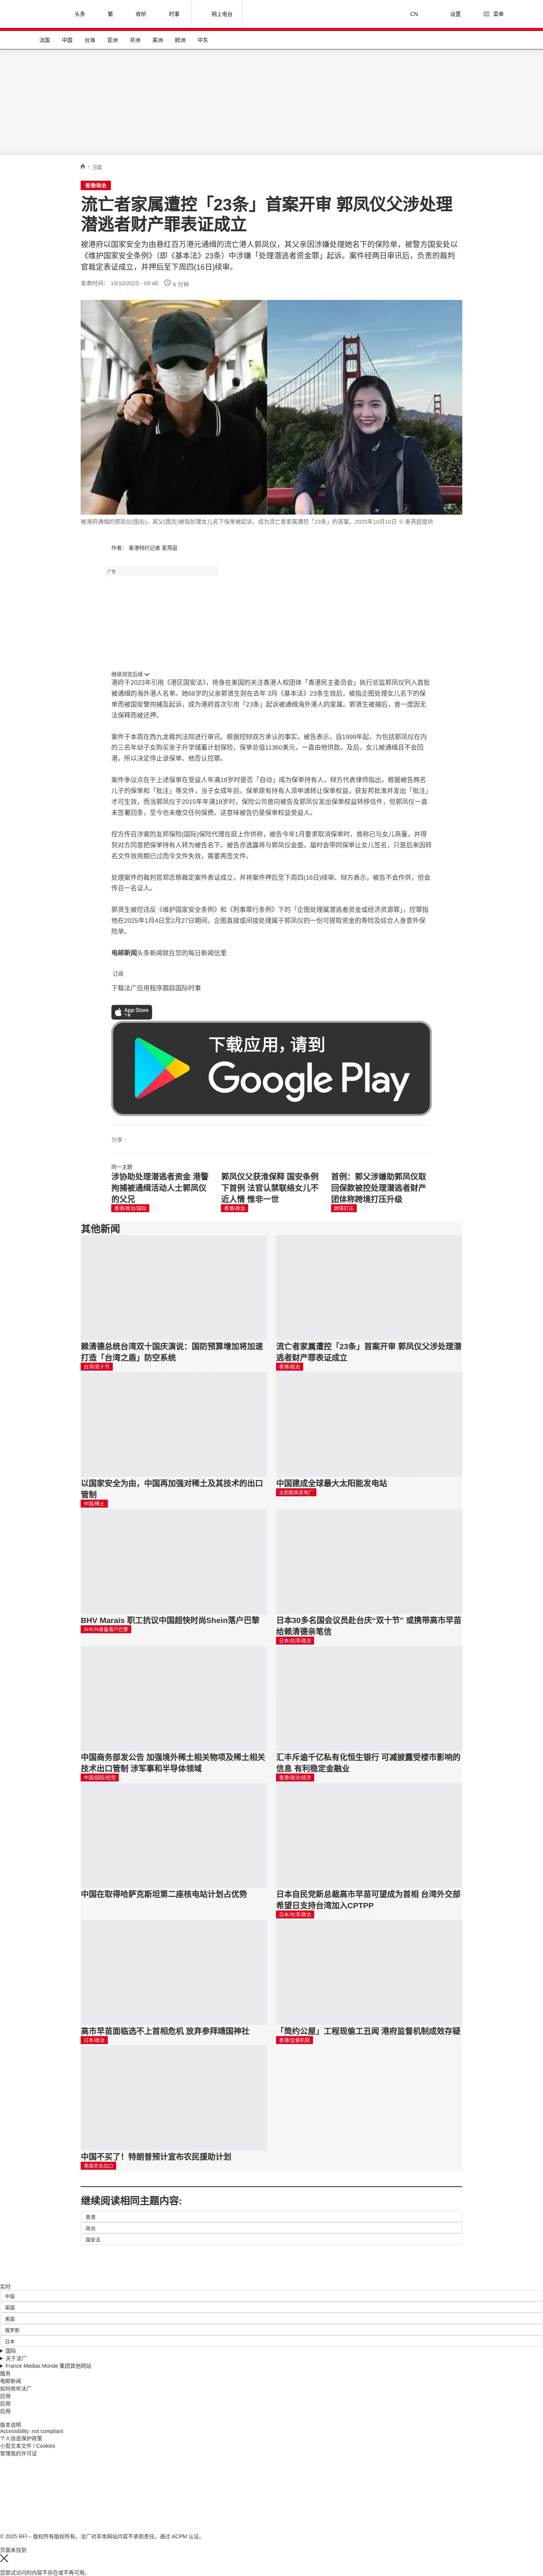 头条
繁
收听
时事
网上电台
CN
设置
菜单
法国
中国
台海
亚洲
非洲
美洲
欧洲
中东
/ 中国
香港/政治
流亡者家属遭控「23条」首案开审 郭凤仪父涉处理
潜逃者财产罪表证成立
被港府以国家安全为由悬红百万港元通缉的流亡港人郭凤仪，其父亲因涉嫌处理她名下的保险单，被警方国安处以
《维护国家安全条例》（即《基本法》23条）中涉嫌「处理潜逃者资金罪」起诉。案件经两日审讯后，负责的裁判
官裁定表证成立，并押后至下周四(16日)续审。
发表时间： 10/10/2025 - 09:48
6 分钟
被港府通缉的郭凤仪(图右)，其父(图左)被指处理女儿名下保单被起诉，成为流亡者家属遭控「23条」的首案。2025年10月10日 © 麦燕庭提供
作者： 香港特约记者 麦燕庭
广告
继续浏览后续
港府于2023年引用《港区国安法》，将身在美国的关注香港人权团体「香港民主委员会」执行总监郭凤仪列入首批
被通缉的海外港人名单。她68岁的父亲郭贤生则在去年 3月《基本法》23条生效后，被指企图处理女儿名下的保
单而被国安警拘捕及起诉，成为港府首次引用「23条」起诉被通缉海外港人的家属。郭贤生被捕后，曾一度因无
法保释而被还押。
案件于本周在西九龙裁判法院进行审讯。根据控辩双方承认的事实，被告表示，自1999年起，为包括郭凤仪在内
的三名年幼子女购买亲子升学储蓄计划保险，保单总值11360美元，一直由他供款。及后，女儿被通缉且不会回
港，所以决定停止该保单。他否认控罪。
案件争议点在于上述保单在受益人年满18岁时是否「自动」成为保单持有人，辩方代表律师指出，根据被告两名
儿子的保单和「批注」等文件，当子女成年后，保单原有持有人须申请转让保单权益，获友邦批准并发出「批注」
才可生效，而当郭凤仪于2015年年满18岁时，保险公司曾向被告及郭凤仪发出保单权益转移信件，但郭凤仪一直
未签署回条，至今也未缴交任何保费。这意味被告仍是保单权益受益人。
控方传召涉案的友邦保险(国际)保险代理在庭上作供称，被告今年1月要求取消保单时，曾称已与女儿商量，并得
到对方同意把保单持有人转为被告名下。被告亦透露将与郭凤仪会面，届时会带同保单让女儿签名，只是后来因转
名文件效用期已过而令文件失效，需要再签文件。
处理案件的裁判官郑念慈裁定案件表证成立，并将案件押后至下周四(16日)续审。辩方表示，被告不会作供，但会
传召一名证人。
郭贤生被控违反《维护国家安全条例》和《刑事罪行条例》下的「企图处理属潜逃者资金或经济资源罪」，控罪指
他在2025年1月4日至2月27日期间，企图直接或间接处理属于郭凤仪的一份可提取资金的寿险及综合人身意外保
险单。
电邮新闻头条新闻就在您的每日新闻信里
订阅
下载法广应用程序跟踪国际时事
App Store
下载
下载应用，请到
Google Play
分享 :
同一主题
涉协助处理潜逃者资金 港警
拘捕被通缉活动人士郭凤仪
的父兄
香港/政治/国际
郭凤仪父获淮保释 国安条例
下首例 法官认禁联络女儿不
近人情 惟非一世
香港/政治
首例：郭父涉嫌助郭凤仪取
回保款被控处理潜逃者财产
团体称跨境打压升级
跨境打压
其他新闻
赖清德总统台湾双十国庆演说：国防预算增加将加速
打造「台湾之盾」防空系统
台湾/双十节
流亡者家属遭控「23条」首案开审 郭凤仪父涉处理潜
逃者财产罪表证成立
香港/政治
以国家安全为由，中国再加强对稀土及其技术的出口
管制
中国/稀土
中国建成全球最大太阳能发电站
太阳能热发电厂
BHV Marais 职工抗议中国超快时尚Shein落户巴黎
SHEIN准备落户巴黎
日本30多名国会议员赴台庆“双十节” 或携带高市早苗
给赖清德亲笔信
日本/台湾/政治
中国商务部发公告 加强境外稀土相关物项及稀土相关
技术出口管制 涉军事和半导体领域
中国/国际/经贸
汇丰斥逾千亿私有化恒生银行 可减披露受楼市影响的
信息 有利稳定金融业
香港/政治/经济
中国在取得哈萨克斯坦第二座核电站计划占优势
日本自民党新总裁高市早苗可望成为首相 台湾外交部
希望日支持台湾加入CPTPP
日本/台湾/政治
高市早苗面临选不上首相危机 放弃参拜靖国神社
日本/政治
「简约公屋」工程现偷工丑闻 港府监督机制成效存疑
香港/监督机制
中国不买了！特朗普预计宣布农民援助计划
美国农业出口
继续阅读相同主题内容:
香港
政治
国安法
实时
中国
英国
美国
俄罗斯
日本
国际
关于法广
France Médias Monde 集团其他网站
服务
电邮新闻
如何收听法广
应用
应用
应用
版本说明
Accessibility: not compliant
个人信息保护政策
小型文本文件 / Cookies
管理我的许可证
© 2025 RFI – 版权所有版权所有。法广对非本网站内容不承担责任。通过 ACPM 认证。
页面未找到
您尝试访问的内容不存在或不再可用。